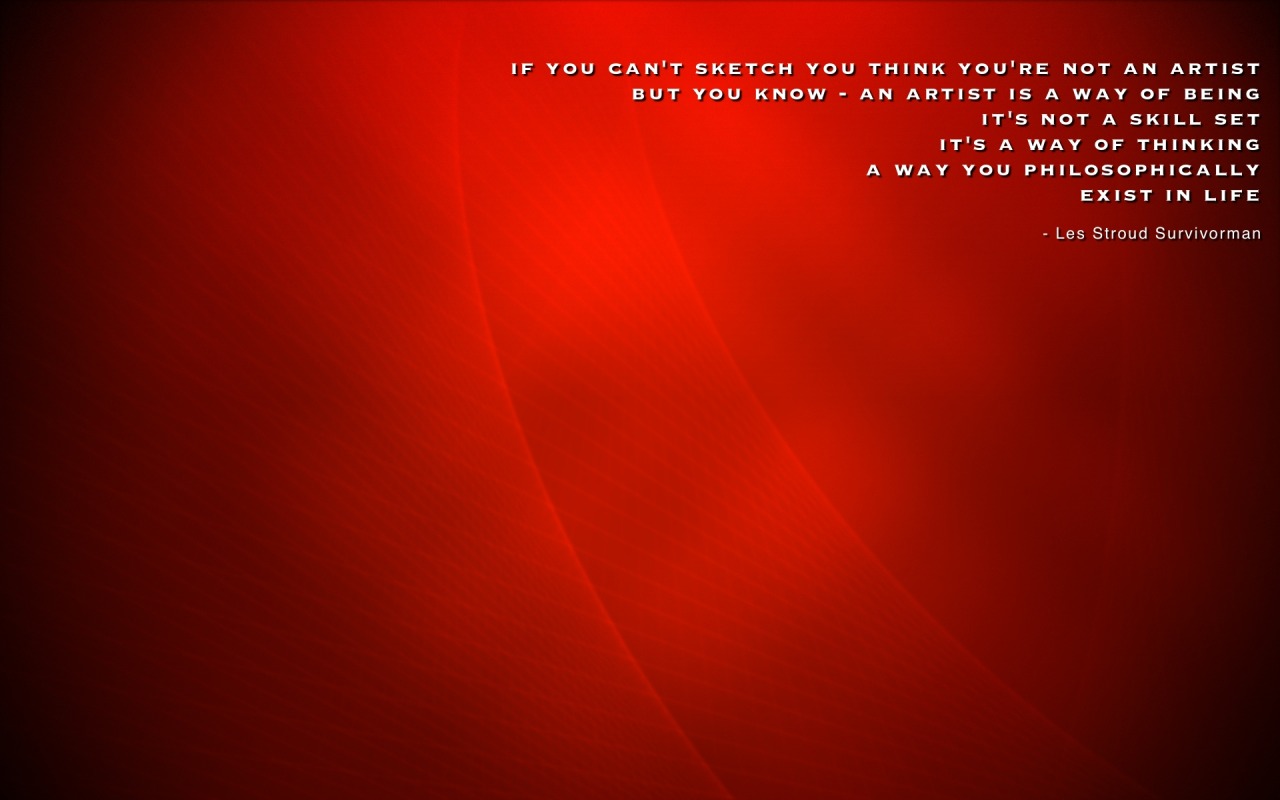 IF YOU CAN'T SKETCH YOU THINK YOU'RE NOT AN ARTIST
BUT YOU KNOW - AN ARTIST IS A WAY OF BEING
IT'S NOT A SKILL SET
IT'S A WAY OF THINKING
A WAY YOU PHILOSOPHICALLY
EXIST IN LIFE
- Les Stroud Survivorman